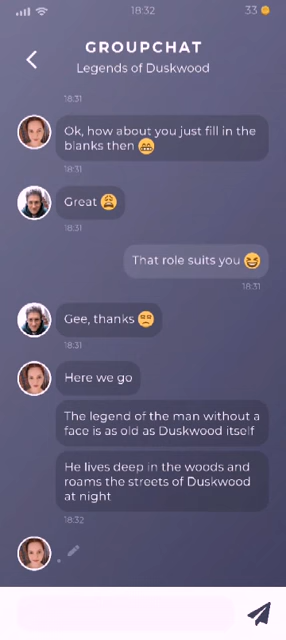 18:32
33
GROUPCHAT
Legends of Duskwood
18:31
Ok, how about you just fill in the
blanks then 😁
18:31
Great 😩
18:31
That role suits you 😆
18:31
Gee, thanks 😒
18:31
Here we go
The legend of the man without a
face is as old as Duskwood itself
He lives deep in the woods and
roams the streets of Duskwood
at night
18:32